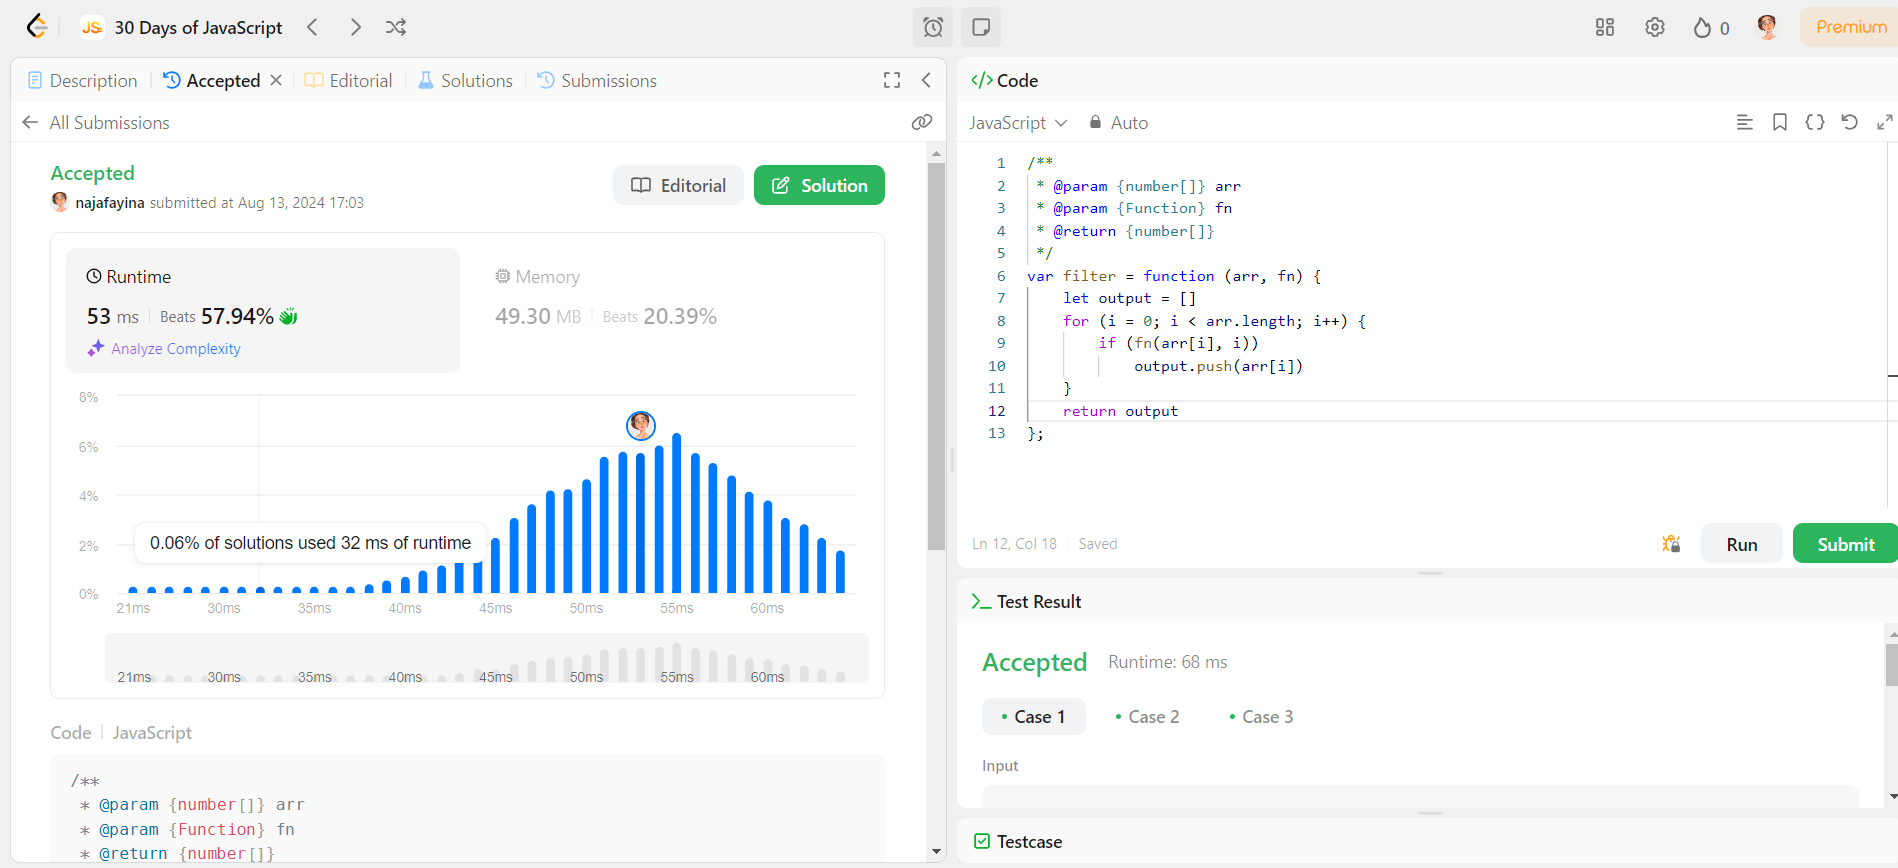 JS 30 Days of JavaScript
0
Premium
Description
Accepted
Editorial
Solutions
Submissions
All Submissions
Accepted
najafayina submitted at Aug 13, 2024 17:03
Editorial
Solution
Runtime
53 ms
Beats 57.94%
Analyze Complexity
Memory
49.30 MB
Beats 20.39%
8%
6%
4%
2%
0%
0.06% of solutions used 32 ms of runtime
21ms 30ms 35ms 40ms 45ms 50ms 55ms 60ms
21ms 30ms 35ms 40ms 45ms 50ms 55ms 60ms
Code
JavaScript
/**
* @param {number[]} arr
* @param {Function} fn
* @return {number[]}
</> Code
JavaScript
Auto
1 /**
2 * @param {number[]} arr
3 * @param {Function} fn
4 * @return {number[]}
5 */
6 var filter = function (arr, fn) {
7 let output = []
8 for (i = 0; i < arr.length; i++) {
9 if (fn(arr[i], i))
10 output.push(arr[i])
11 }
12 return output
13 };
Ln 12, Col 18
Saved
Run
Submit
Test Result
Accepted
Runtime: 68 ms
Case 1
Case 2
Case 3
Input
Testcase